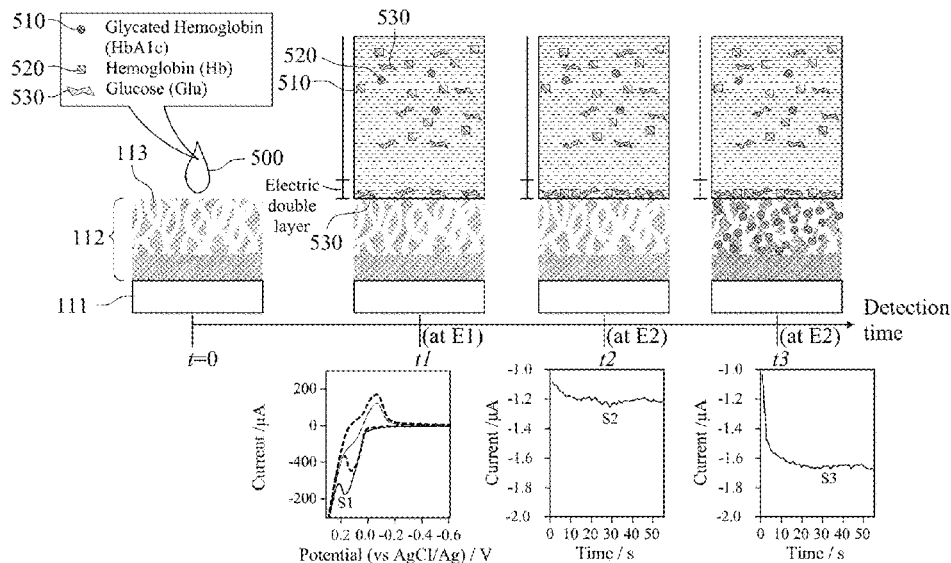 510
Glycated Hemoglobin
(HbA1c)
520
Hemoglobin (Hb)
530
Glucose (Glu)
530
520
510
113
500
Electric
double
layer
530
112
111
Detection
time
t=0
(at E1)
t1
(at E2)
t2
(at E2)
t3
200
0
-400
-200
Current /µA
S1
0.2 0.0 -0.2 -0.4 -0.6
Potential (vs AgCl/Ag) / V
-1.0
-1.2
-1.4
-1.6
-1.8
-2.0
Current /µA
S2
0 10 20 30 40 50
Time / s
-1.0
-1.2
-1.4
-1.6
-1.8
-2.0
Current /µA
S3
0 10 20 30 40 50
Time / s